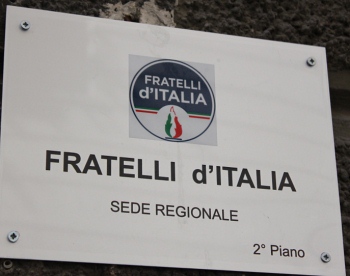 FRATELLI
d'ITALIA
FRATELLI d'ITALIA
SEDE REGIONALE
2° Piano